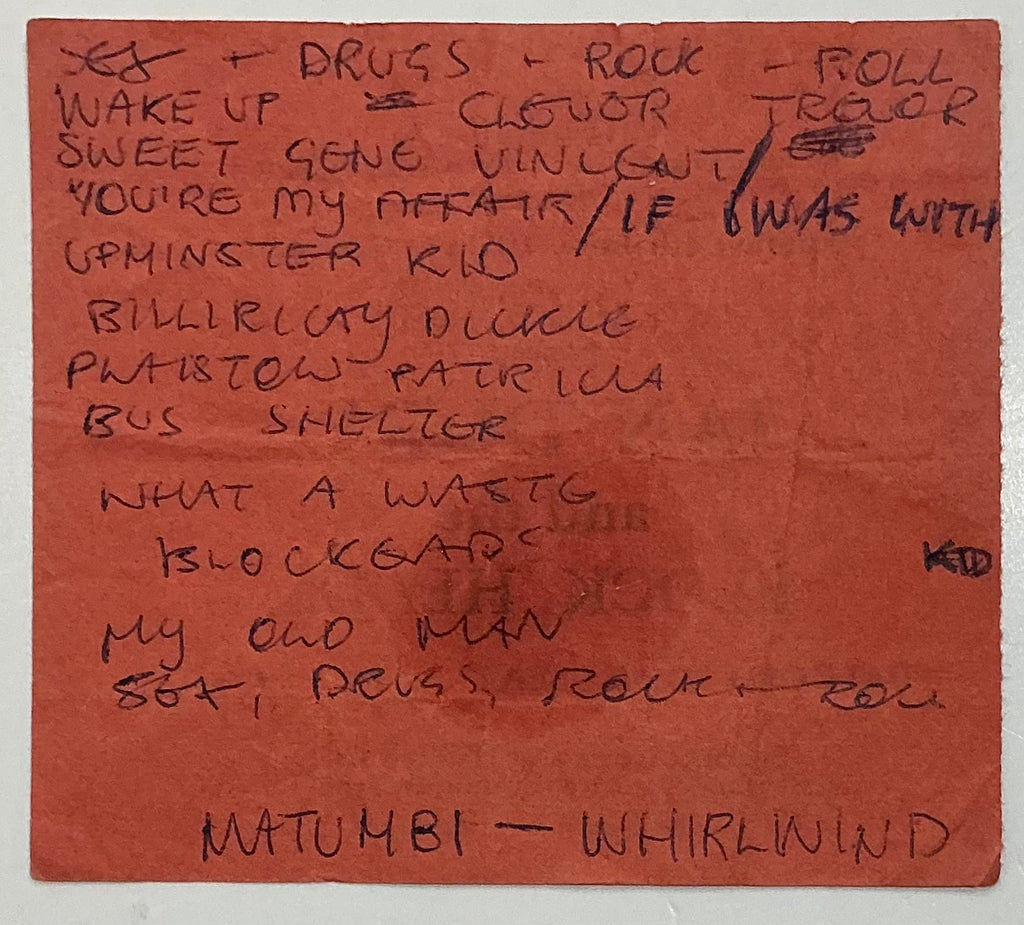 SEX + DRUGS + ROCK - ROLL
WAKE UP CLEVOR TREVOR
SWEET GENE VINCENT /
YOU'RE MY AFFAIR / IF I WAS WITH
UPMINSTER KID
BILLIRICAY DICKIE
PLAISTOW PATRICIA
BUS SHELTER
WHAT A WASTE
BLOCKEADS
KID
MY OLD MAN
SEX, DRUGS, ROCK + ROLL
MATUMBI — WHIRLWIND